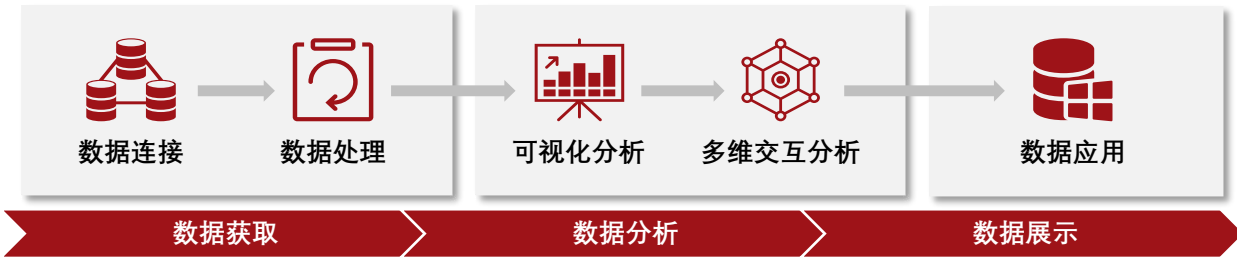 数据连接
数据处理
可视化分析
多维交互分析
数据应用
数据获取
数据分析
数据展示